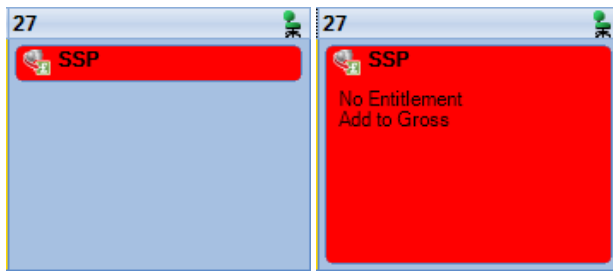 27
SSP
27
SSP
No Entitlement
Add to Gross